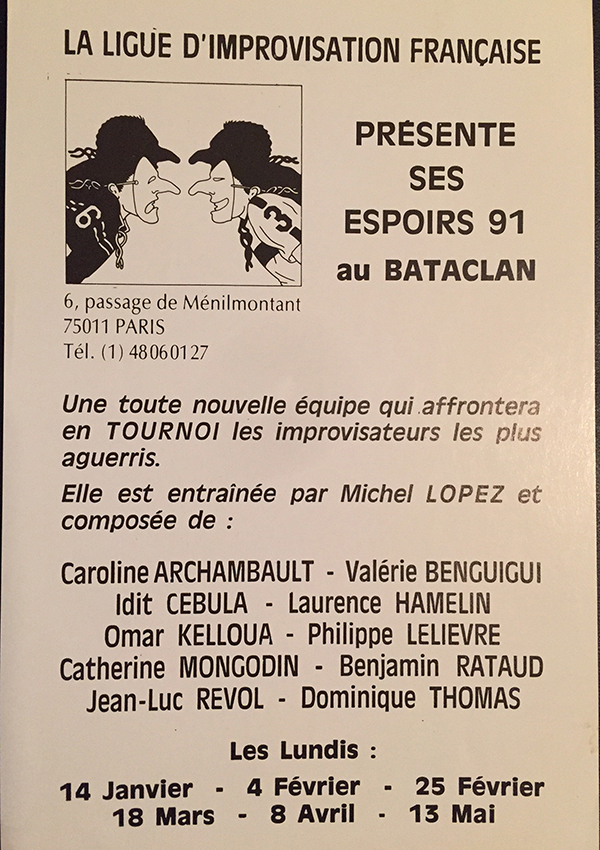 LA LIGUE D'IMPROVISATION FRANÇAISE
PRÉSENTE
SES
ESPOIRS 91
au BATACLAN
9
3
6, passage de Ménilmontant
75011 PARIS
Tél. (1) 48060127
Une toute nouvelle équipe qui affrontera
en TOURNOI les improvisateurs les plus
aguerris.
Elle est entraînée par Michel LOPEZ et
composée de :
Caroline ARCHAMBAULT - Valérie BENGUIGUI
Idit CEBULA - Laurence HAMELIN
Omar KELLOUA - Philippe LELIEVRE
Catherine MONGODIN - Benjamin RATAUD
Jean-Luc REVOL - Dominique THOMAS
Les Lundis :
14 Janvier - 4 Février - 25 Février
18 Mars - 8 Avril - 13 Mai